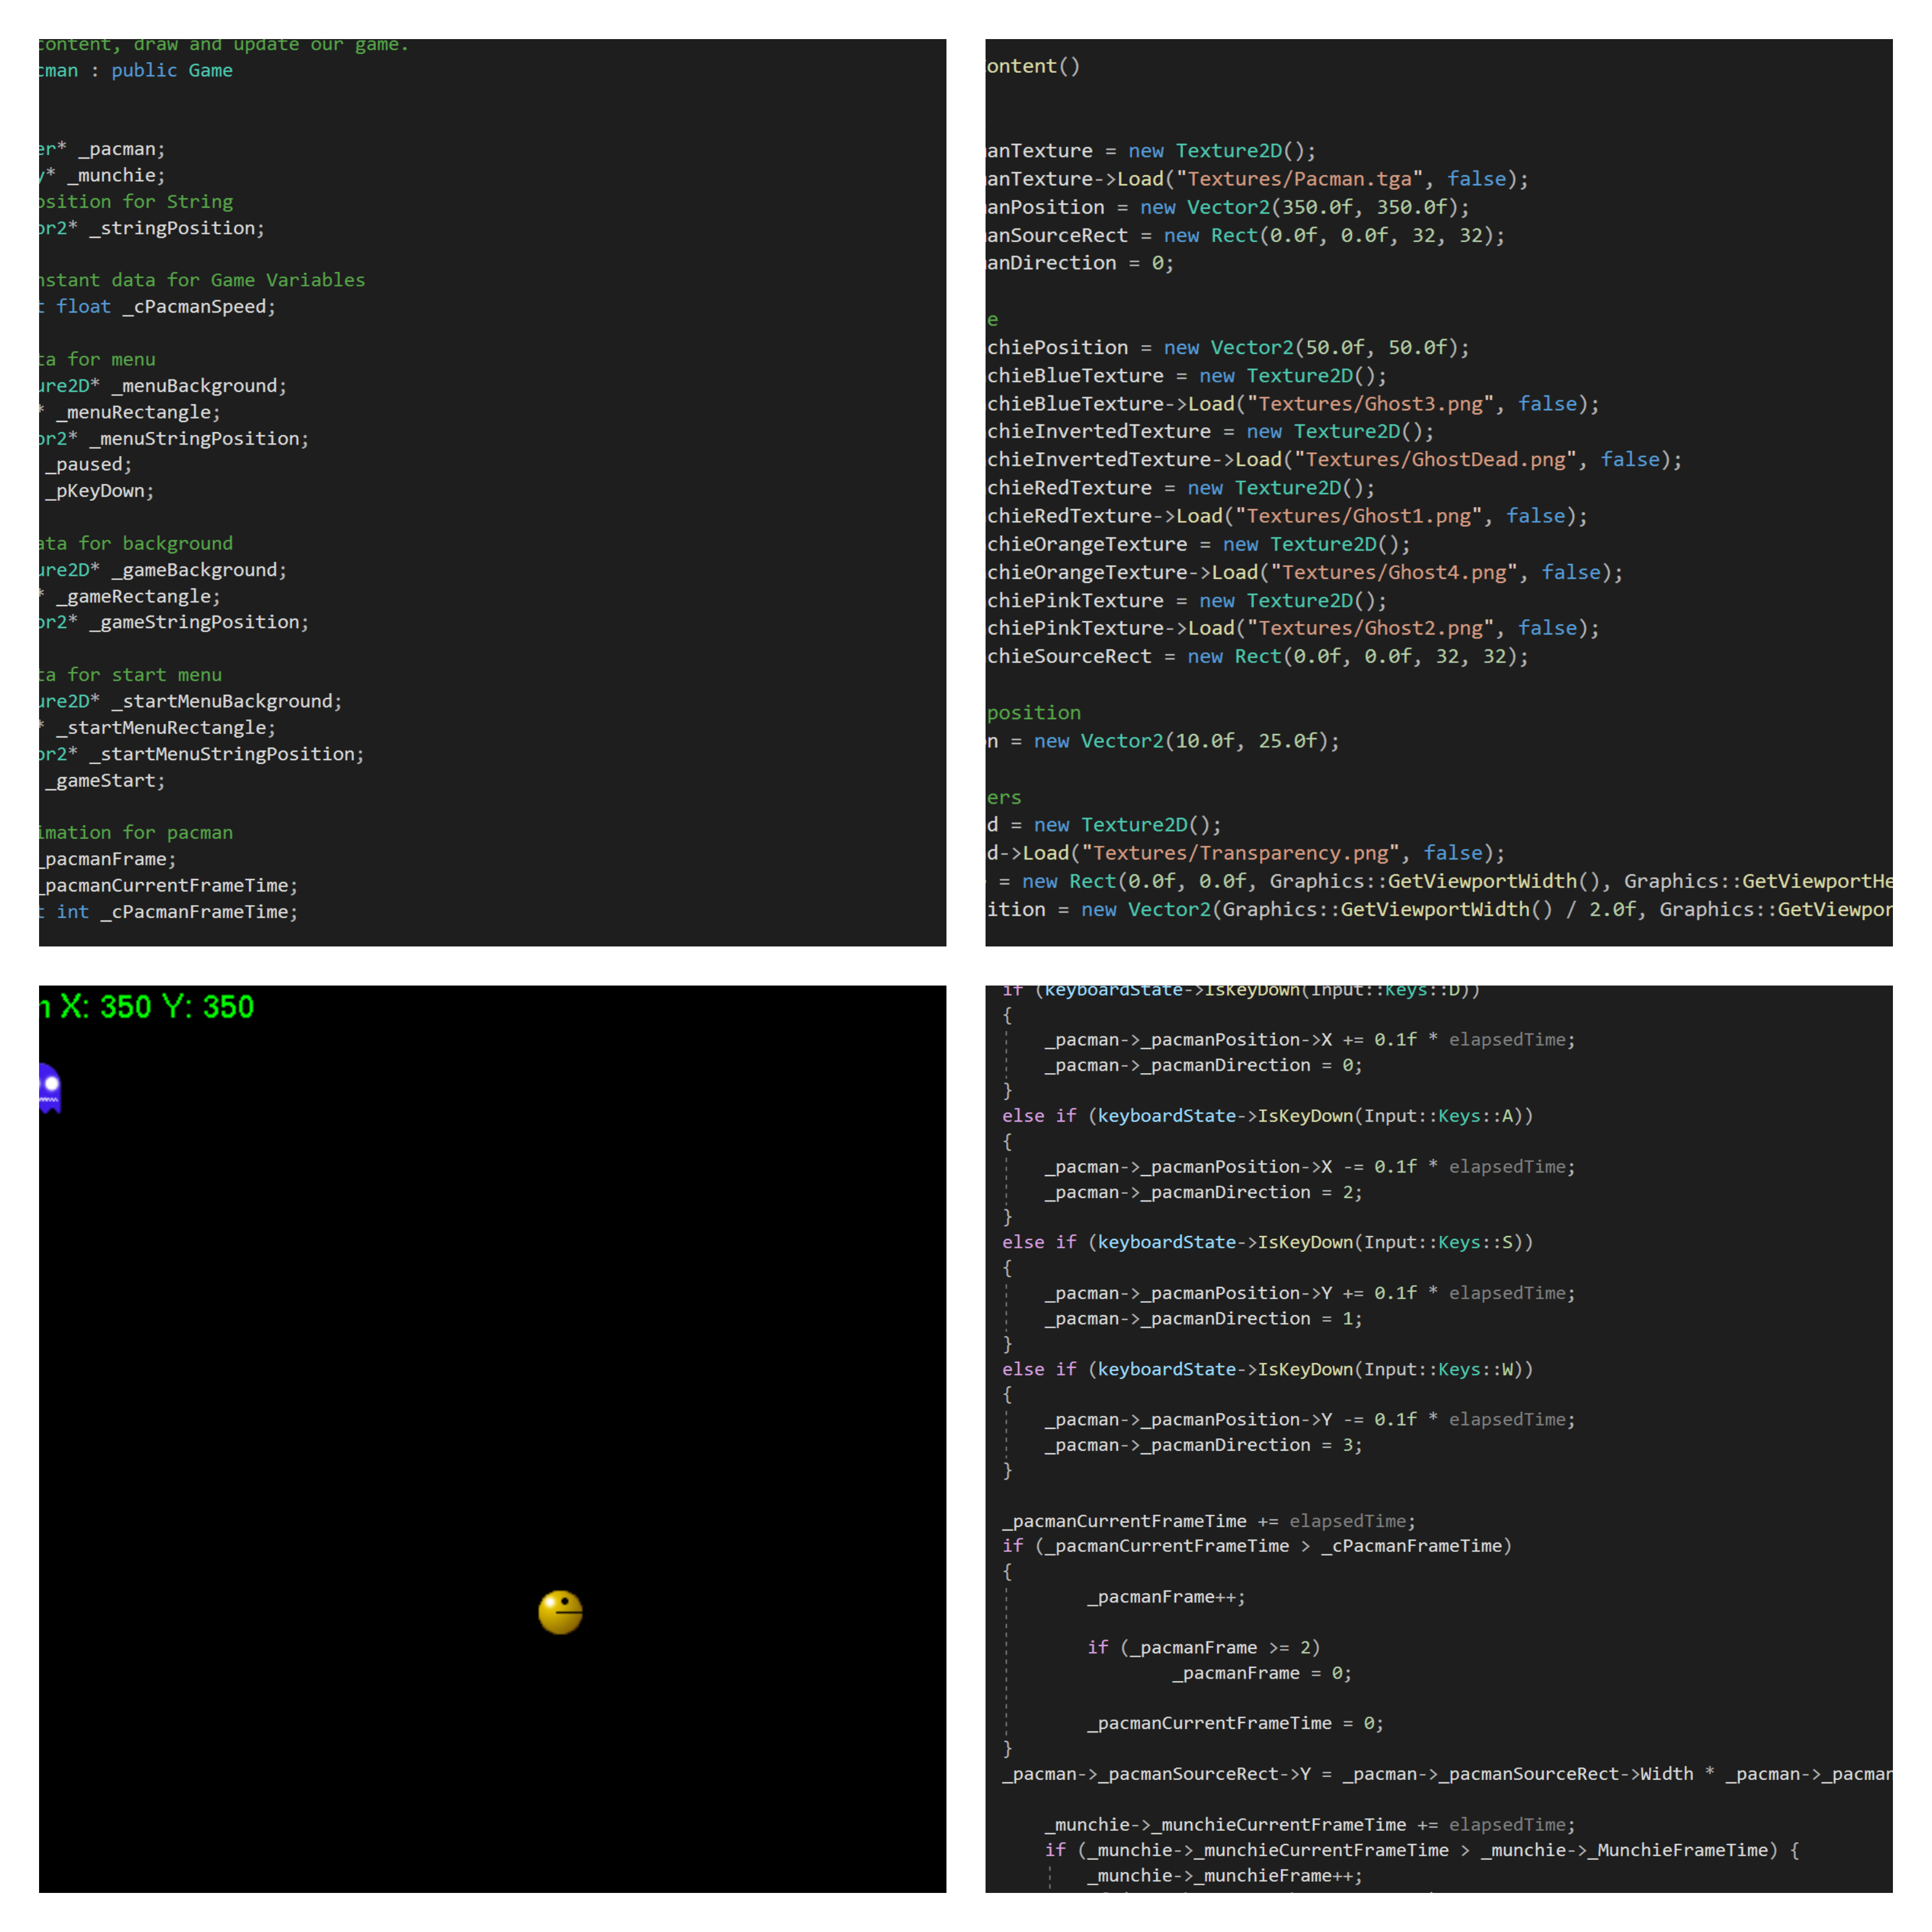 content, draw and update our game.
cman : public Game
er* _pacman;
y* _munchie;
osition for String
or2* _stringPosition;
nstant data for Game Variables
t float _cPacmanSpeed;
ta for menu
ure2D* _menuBackground;
* _menuRectangle;
or2* _menuStringPosition;
_paused;
_pKeyDown;
ata for background
ure2D* _gameBackground;
* _gameRectangle;
or2* _gameStringPosition;
ta for start menu
ure2D* _startMenuBackground;
* _startMenuRectangle;
or2* _startMenuStringPosition;
_gameStart;
imation for pacman
_pacmanFrame;
_pacmanCurrentFrameTime;
t int _cPacmanFrameTime;
ontent()
anTexture = new Texture2D();
anTexture->Load("Textures/Pacman.tga", false);
anPosition = new Vector2(350.0f, 350.0f);
anSourceRect = new Rect(0.0f, 0.0f, 32, 32);
anDirection = 0;
e
chiePosition = new Vector2(50.0f, 50.0f);
chieBlueTexture = new Texture2D();
chieBlueTexture->Load("Textures/Ghost3.png", false);
chieInvertedTexture = new Texture2D();
chieInvertedTexture->Load("Textures/GhostDead.png", false);
chieRedTexture = new Texture2D();
chieRedTexture->Load("Textures/Ghost1.png", false);
chieOrangeTexture = new Texture2D();
chieOrangeTexture->Load("Textures/Ghost4.png", false);
chiePinkTexture = new Texture2D();
chiePinkTexture->Load("Textures/Ghost2.png", false);
chieSourceRect = new Rect(0.0f, 0.0f, 32, 32);
position
n = new Vector2(10.0f, 25.0f);
ers
d = new Texture2D();
d->Load("Textures/Transparency.png", false);
= new Rect(0.0f, 0.0f, Graphics::GetViewportWidth(), Graphics::GetViewportHe
ition = new Vector2(Graphics::GetViewportWidth() / 2.0f, Graphics::GetViewpor
n X: 350 Y: 350
if (keyboardState->IsKeyDown(Input::Keys::D))
{
_pacman->_pacmanPosition->X += 0.1f * elapsedTime;
_pacman->_pacmanDirection = 0;
}
else if (keyboardState->IsKeyDown(Input::Keys::A))
{
_pacman->_pacmanPosition->X -= 0.1f * elapsedTime;
_pacman->_pacmanDirection = 2;
}
else if (keyboardState->IsKeyDown(Input::Keys::S))
{
_pacman->_pacmanPosition->Y += 0.1f * elapsedTime;
_pacman->_pacmanDirection = 1;
}
else if (keyboardState->IsKeyDown(Input::Keys::W))
{
_pacman->_pacmanPosition->Y -= 0.1f * elapsedTime;
_pacman->_pacmanDirection = 3;
}
_pacmanCurrentFrameTime += elapsedTime;
if (_pacmanCurrentFrameTime > _cPacmanFrameTime)
{
_pacmanFrame++;
if (_pacmanFrame >= 2)
_pacmanFrame = 0;
_pacmanCurrentFrameTime = 0;
}
_pacman->_pacmanSourceRect->Y = _pacman->_pacmanSourceRect->Width * _pacman->_pacman
_munchie->_munchieCurrentFrameTime += elapsedTime;
if (_munchie->_munchieCurrentFrameTime > _munchie->_MunchieFrameTime) {
_munchie->_munchieFrame++;